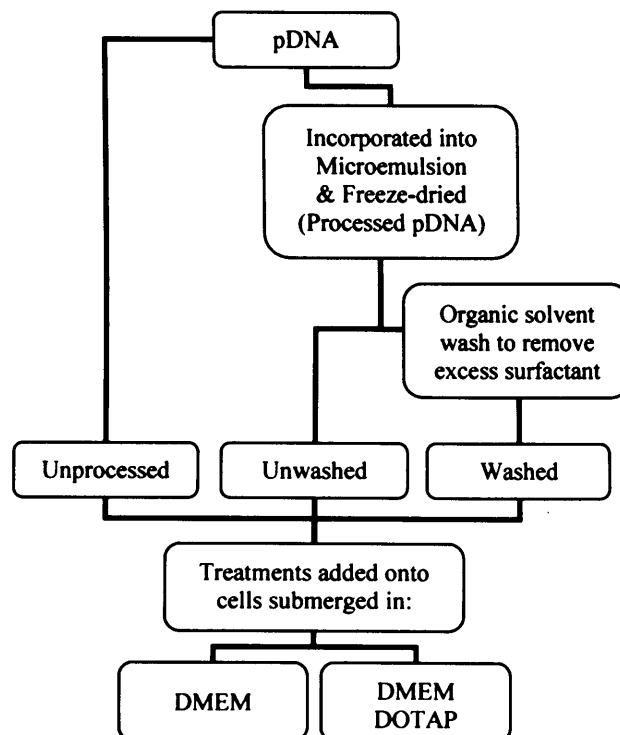 pDNA
Incorporated into
Microemulsion
& Freeze-dried
(Processed pDNA)
Organic solvent
wash to remove
excess surfactant
Unprocessed
Unwashed
Washed
Treatments added onto
cells submerged in:
DMEM
DMEM
DOTAP